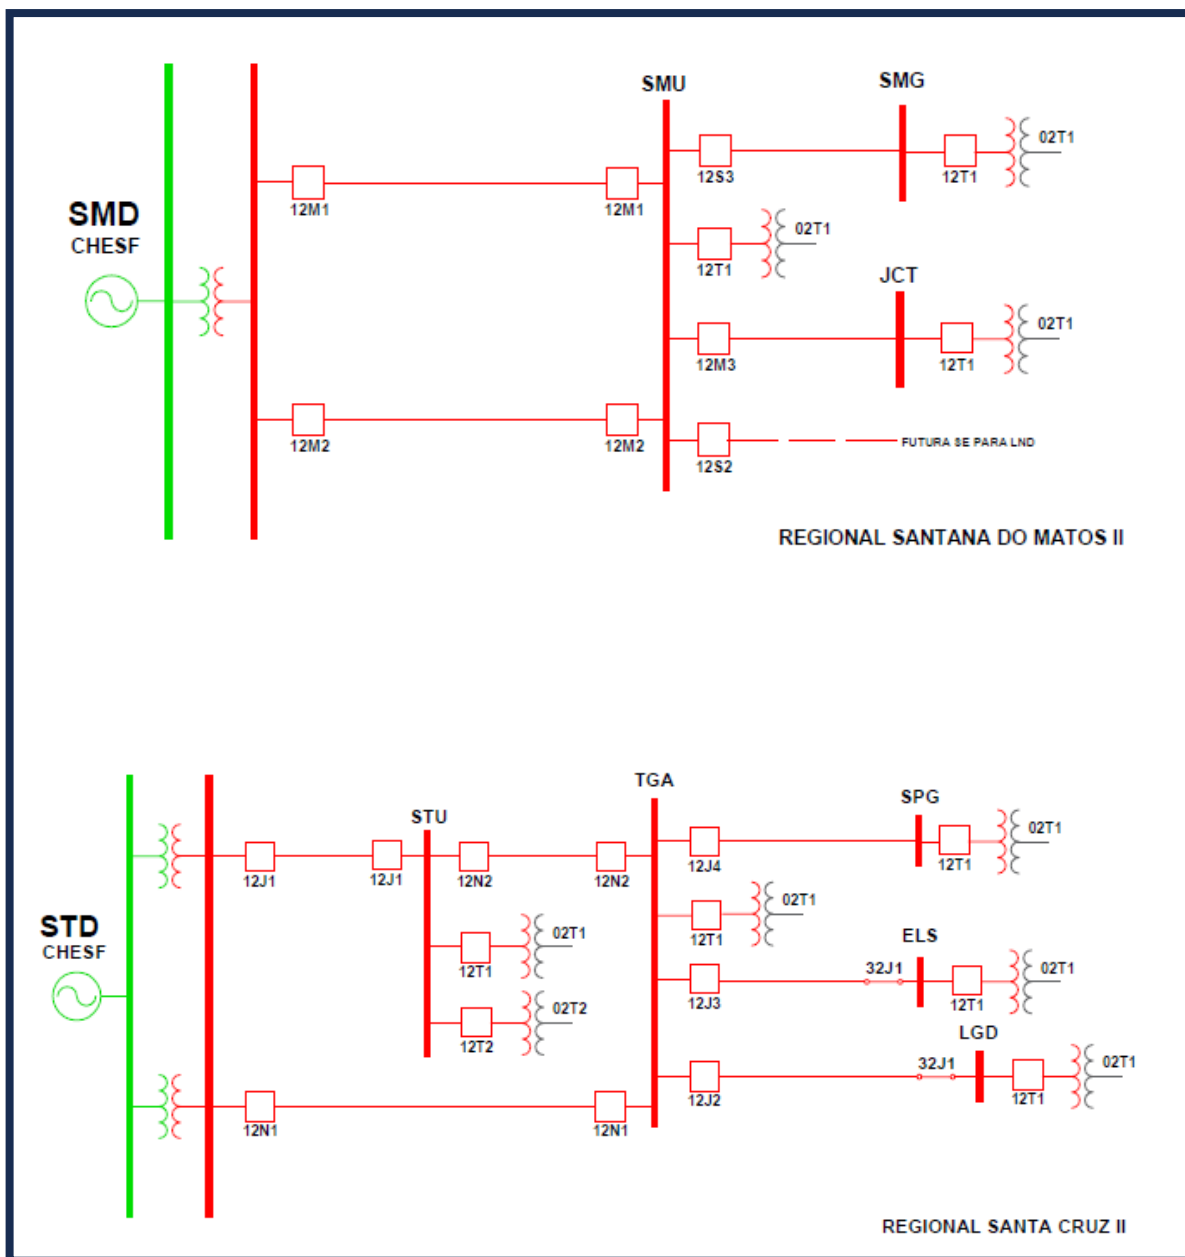 SMU
SMG
02T1
12S3
12T1
12M1
12M1
SMD
CHESF
02T1
12T1
JCT
02T1
12M3
12T1
12M2
12M2
12S2
FUTURA SE PARA LND
REGIONAL SANTANA DO MATOS II
TGA
SPG
STU
02T1
12J1
12J1
12N2
12N2
12J4
12T1
02T1
STD
CHESF
02T1
12T1
12T1
ELS
32J1
02T1
12J3
12T1
02T2
12T2
LGD
32J1
02T1
12J2
12T1
12N1
12N1
REGIONAL SANTA CRUZ II